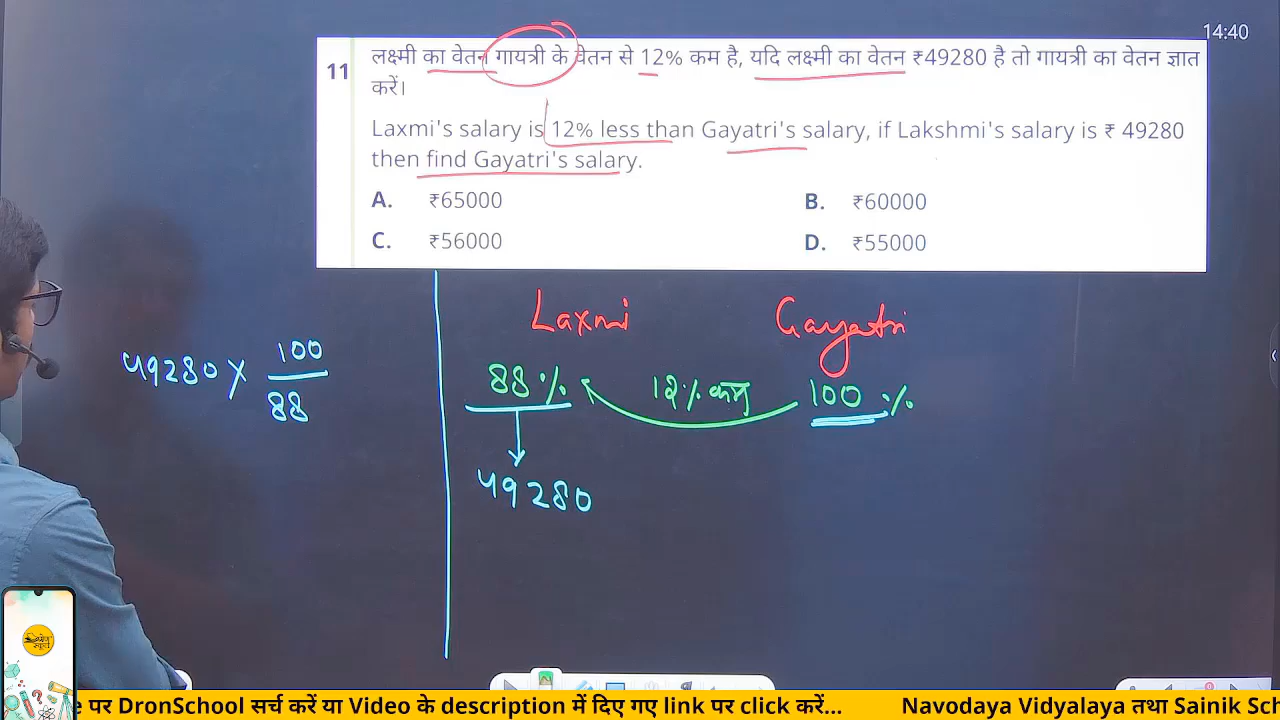 14:40
11
लक्ष्मी का वेतन गायत्री के वेतन से 12% कम है, यदि लक्ष्मी का वेतन ₹49280 है तो गायत्री का वेतन ज्ञात
करें।
Laxmi's salary is 12% less than Gayatri's salary, if Lakshmi's salary is ₹ 49280
then find Gayatri's salary.
A. ₹65000
B. ₹60000
C. ₹56000
D. ₹55000
Laxmi Gayatri
88% 12% कम 100%
49280
49280 × 100
88
पर DronSchool सर्च करें या Video के description में दिए गए link पर click करें... Navodaya Vidyalaya तथा Sainik